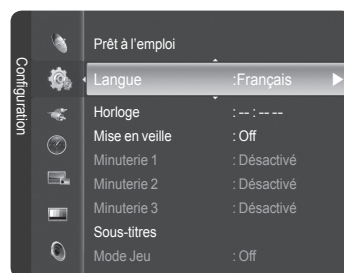 Configuration
Prêt à l'emploi
Langue :Français
Horloge : -- : -- --
Mise en veille : Off
Minuterie 1 : Désactivé
Minuterie 2 : Désactivé
Minuterie 3 : Désactivé
Sous-titres
Mode Jeu : Off